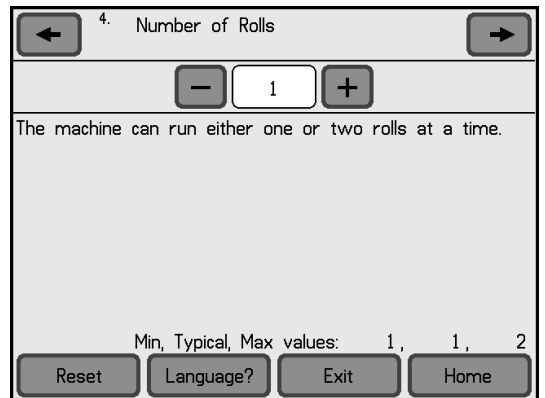 4. Number of Rolls
− 1 +
The machine can run either one or two rolls at a time.
Min, Typical, Max values: 1, 1, 2
Reset Language? Exit Home